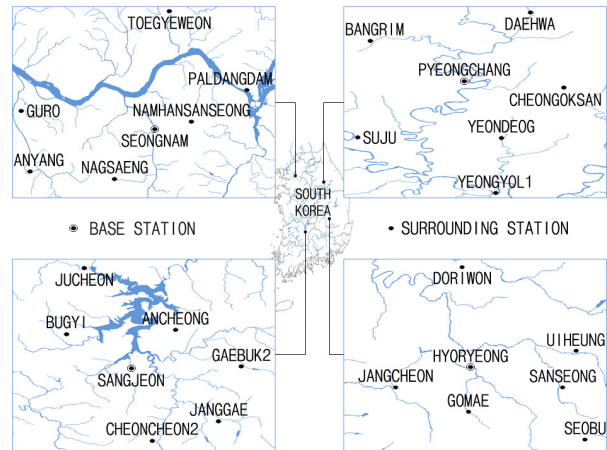 TOEGYEWEON
PALDANGDAM
GURO
NAMHANSANSEONG
SEONGNAM
ANYANG
NAGSAENG
DAEHWA
BANGRIM
PYEONGCHANG
CHEONGOKSAN
SUJU
YEONDEOG
YEONGYOL1
SOUTH
KOREA
BASE STATION
SURROUNDING STATION
JUCHEON
BUGYI
ANCHEONG
GAEBUK2
SANGJEON
JANGGAE
CHEONCHEON2
DORIWON
UIHEUNG
HYORYEONG
JANGCHEON
SANSEONG
GOMAE
SEOBU